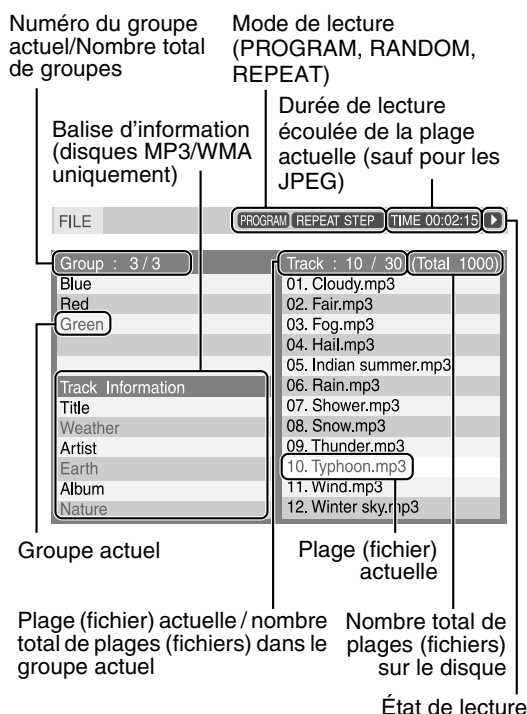 Numéro du groupe
actuel/Nombre total
de groupes
Mode de lecture
(PROGRAM, RANDOM,
REPEAT)
Balise d'information
(disques MP3/WMA
uniquement)
Durée de lecture
écoulée de la plage
actuelle (sauf pour les
JPEG)
FILE PROGRAM REPEAT STEP TIME 00:02:15
Group : 3 / 3
Blue
Red
Green
Track Information
Title
Weather
Artist
Earth
Album
Nature
Track : 10 / 30 (Total 1000)
01. Cloudy.mp3
02. Fair.mp3
03. Fog.mp3
04. Hail.mp3
05. Indian summer.mp3
06. Rain.mp3
07. Shower.mp3
08. Snow.mp3
09. Thunder.mp3
10. Typhoon.mp3
11. Wind.mp3
12. Winter sky.mp3
Groupe actuel
Plage (fichier)
actuelle
Plage (fichier) actuelle / nombre
total de plages (fichiers) dans le
groupe actuel
Nombre total de
plages (fichiers)
sur le disque
État de lecture